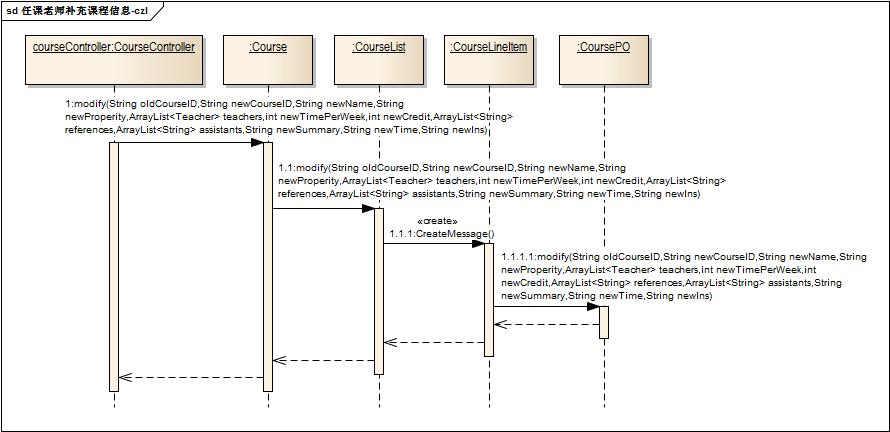 sd 任课老师补充课程信息-czl
courseController:CourseController
:Course
:CourseList
:CourseLineItem
:CoursePO
1:modify(String oldCourseID,String newCourseID,String newName,String
newProperity,ArrayList<Teacher> teachers,int newTimePerWeek,int newCredit,ArrayList<String>
references,ArrayList<String> assistants,String newSummary,String newTime,String newIns)
1.1:modify(String oldCourseID,String newCourseID,String newName,String
newProperity,ArrayList<Teacher> teachers,int newTimePerWeek,int newCredit,ArrayList<String>
references,ArrayList<String> assistants,String newSummary,String newTime,String newIns)
«create»
1.1.1:CreateMessage()
1.1.1.1:modify(String oldCourseID,String newCourseID,String newName,String
newProperity,ArrayList<Teacher> teachers,int newTimePerWeek,int
newCredit,ArrayList<String> references,ArrayList<String> assistants,String
newSummary,String newTime,String newIns)